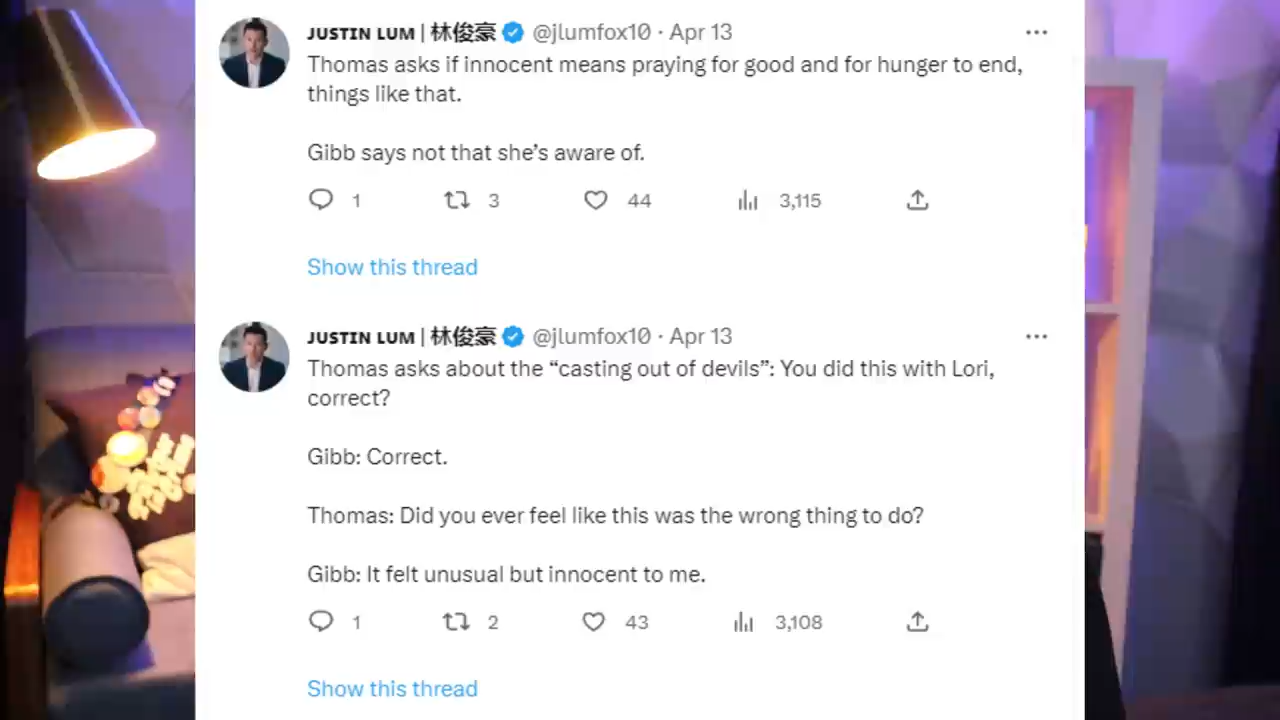 JUSTIN LUM | 林俊豪 @jlumfox10 · Apr 13
Thomas asks if innocent means praying for good and for hunger to end,
things like that.
Gibb says not that she’s aware of.
1 3 44 3,115
Show this thread
JUSTIN LUM | 林俊豪 @jlumfox10 · Apr 13
Thomas asks about the “casting out of devils”: You did this with Lori,
correct?
Gibb: Correct.
Thomas: Did you ever feel like this was the wrong thing to do?
Gibb: It felt unusual but innocent to me.
1 2 43 3,108
Show this thread